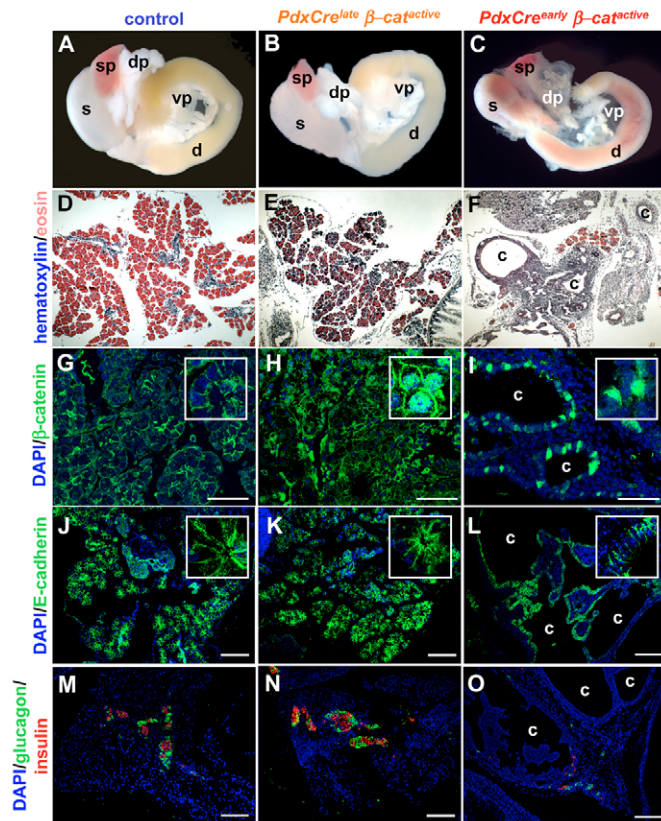 control
PdxCre^late β–cat^active
PdxCre^early β–cat^active
A
sp
dp
s
vp
d
B
sp
dp
s
vp
d
C
sp
dp
s
vp
d
hematoxylin/eosin
D
E
F
c
c
c
DAPI/β-catenin
G
H
I
c
c
DAPI/E-cadherin
J
K
L
c
c
c
DAPI/glucagon/
insulin
M
N
O
c
c
c